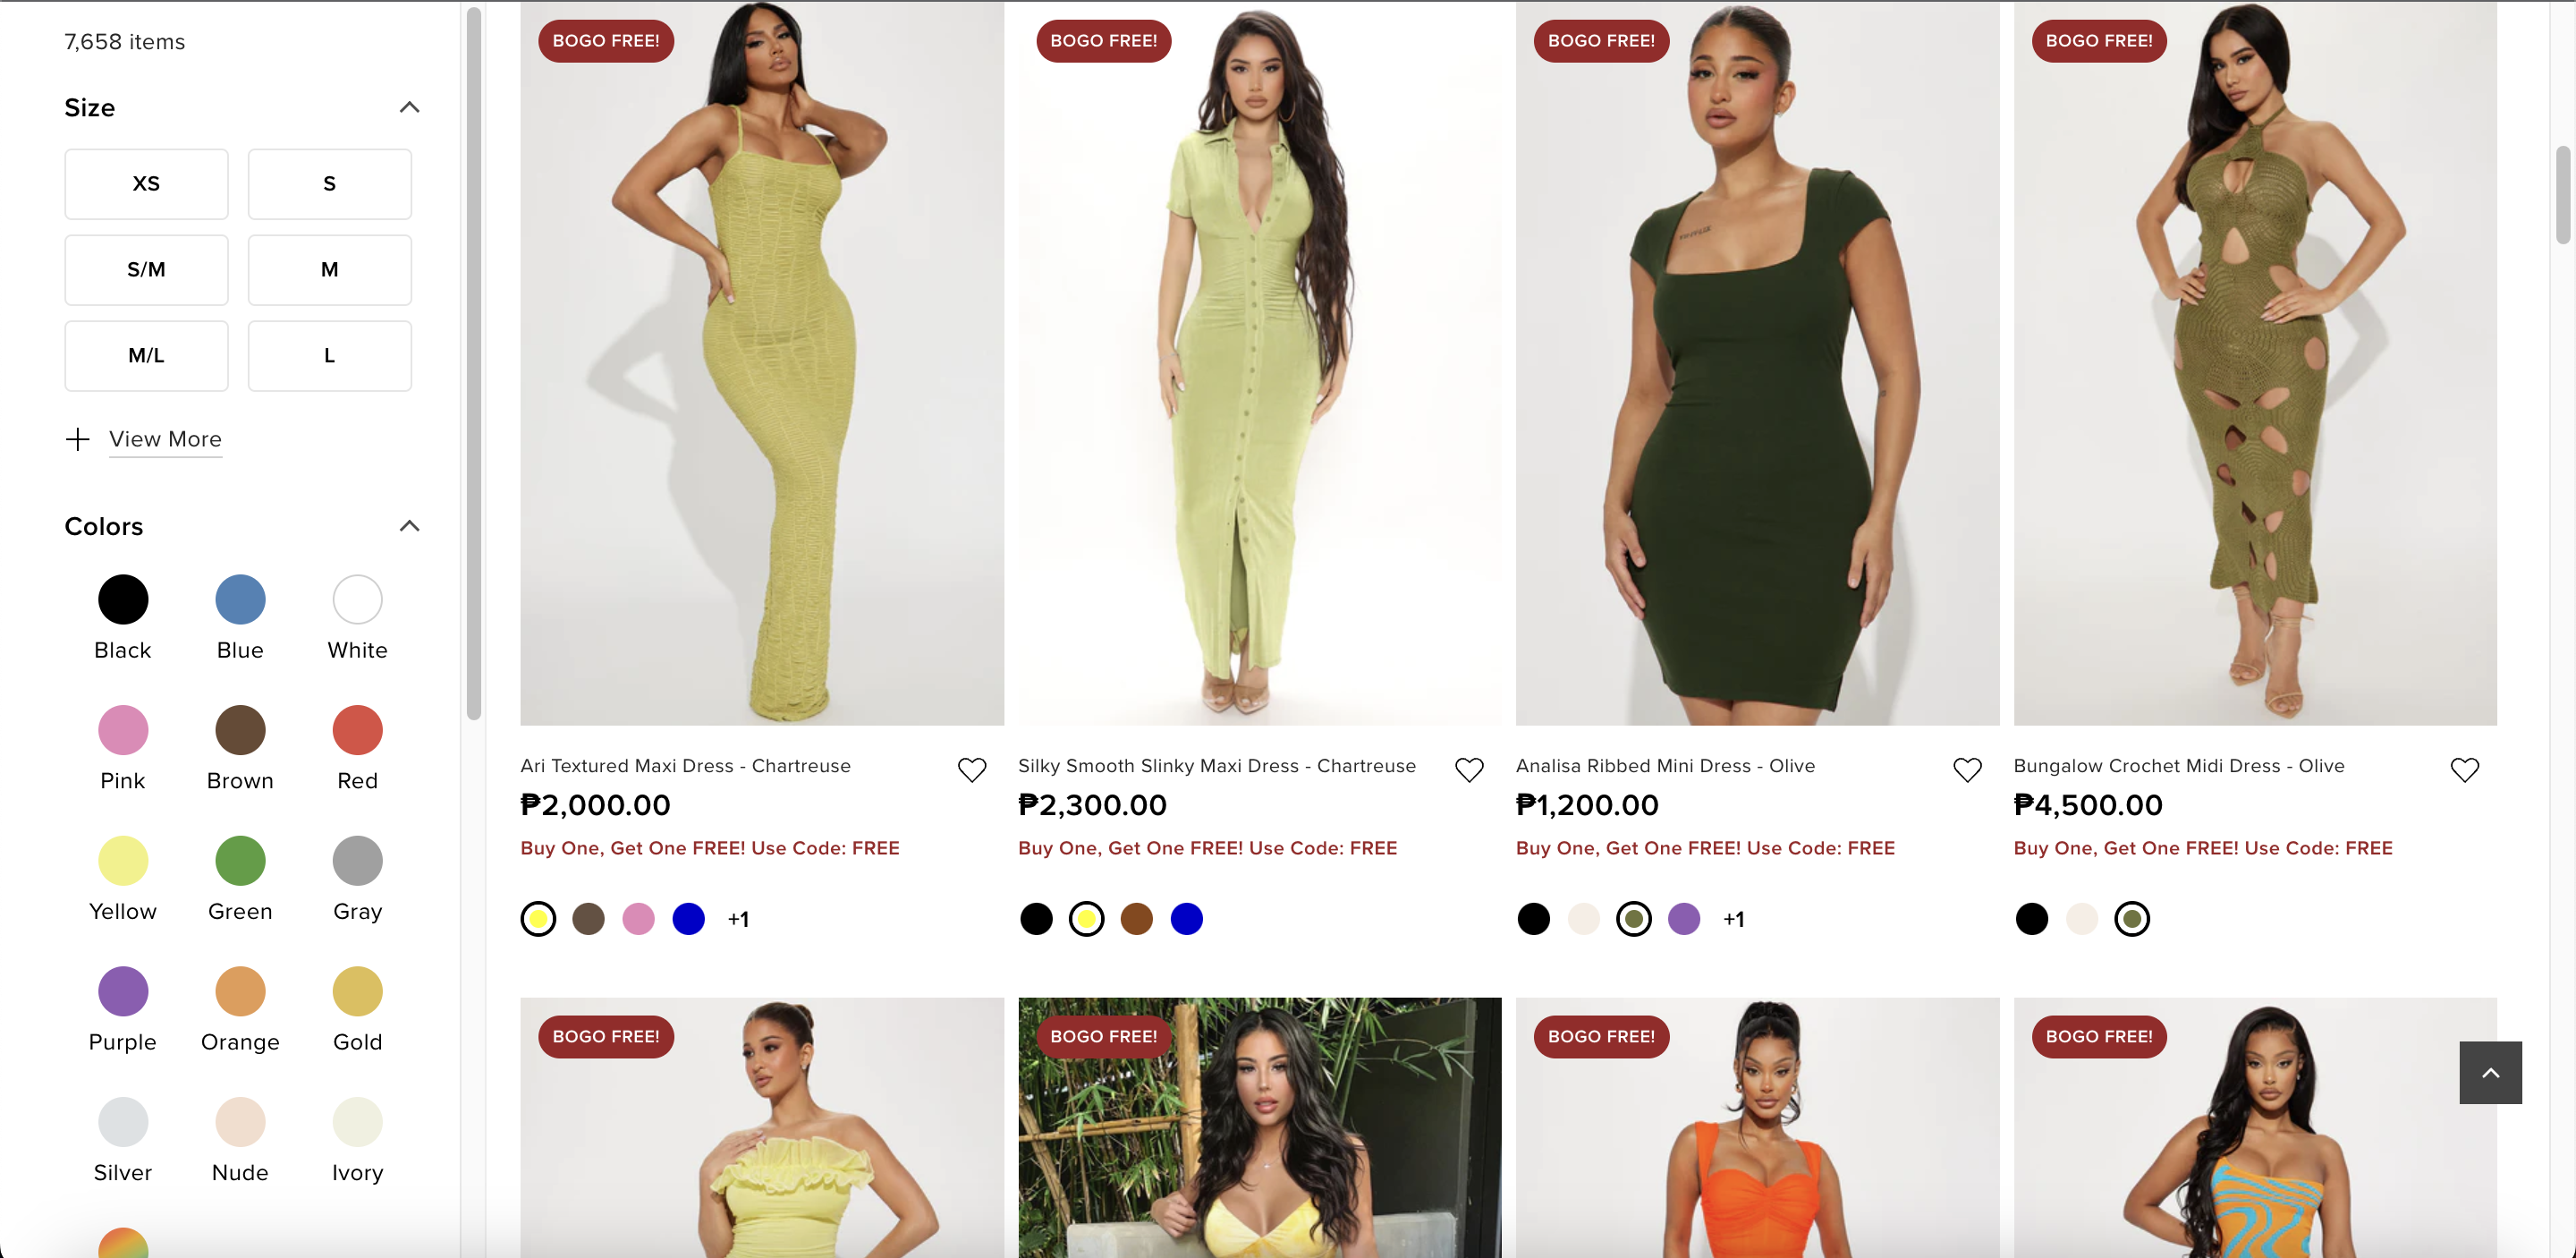 7,658 items
Size
XS
S
S/M
M
M/L
L
View More
Colors
Black
Blue
White
Pink
Brown
Red
Yellow
Green
Gray
Purple
Orange
Gold
Silver
Nude
Ivory
BOGO FREE!
BOGO FREE!
BOGO FREE!
BOGO FREE!
Ari Textured Maxi Dress - Chartreuse
₱2,000.00
Buy One, Get One FREE! Use Code: FREE
+1
Silky Smooth Slinky Maxi Dress - Chartreuse
₱2,300.00
Buy One, Get One FREE! Use Code: FREE
Analisa Ribbed Mini Dress - Olive
₱1,200.00
Buy One, Get One FREE! Use Code: FREE
+1
Bungalow Crochet Midi Dress - Olive
₱4,500.00
Buy One, Get One FREE! Use Code: FREE
BOGO FREE!
BOGO FREE!
BOGO FREE!
BOGO FREE!